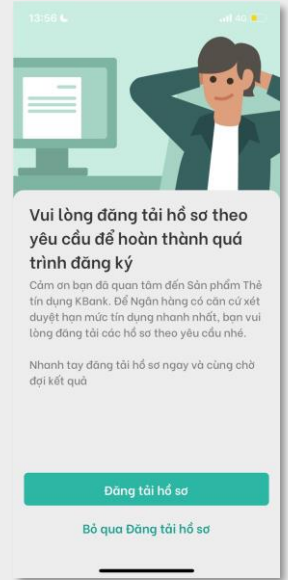 13:56
4G
Vui lòng đăng tải hồ sơ theo
yêu cầu để hoàn thành quá
trình đăng ký
Cảm ơn bạn đã quan tâm đến Sản phẩm Thẻ
tín dụng KBank. Để Ngân hàng có căn cứ xét
duyệt hạn mức tín dụng nhanh nhất, bạn vui
lòng đăng tải các hồ sơ theo yêu cầu nhé.
Nhanh tay đăng tải hồ sơ ngay và cùng chờ
đợi kết quả
Đăng tải hồ sơ
Bỏ qua Đăng tải hồ sơ